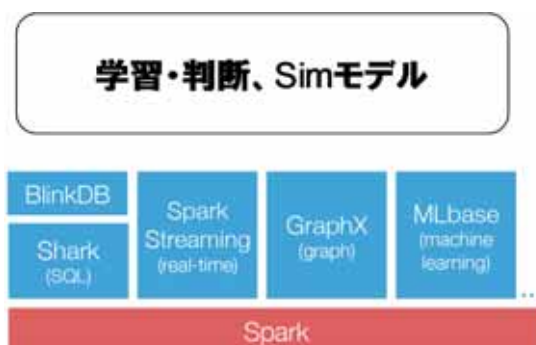 学習・判断、Simモデル
BlinkDB
Shark
(SQL)
Spark
Streaming
(real-time)
GraphX
(graph)
MLbase
(machine
learning)
...
Spark